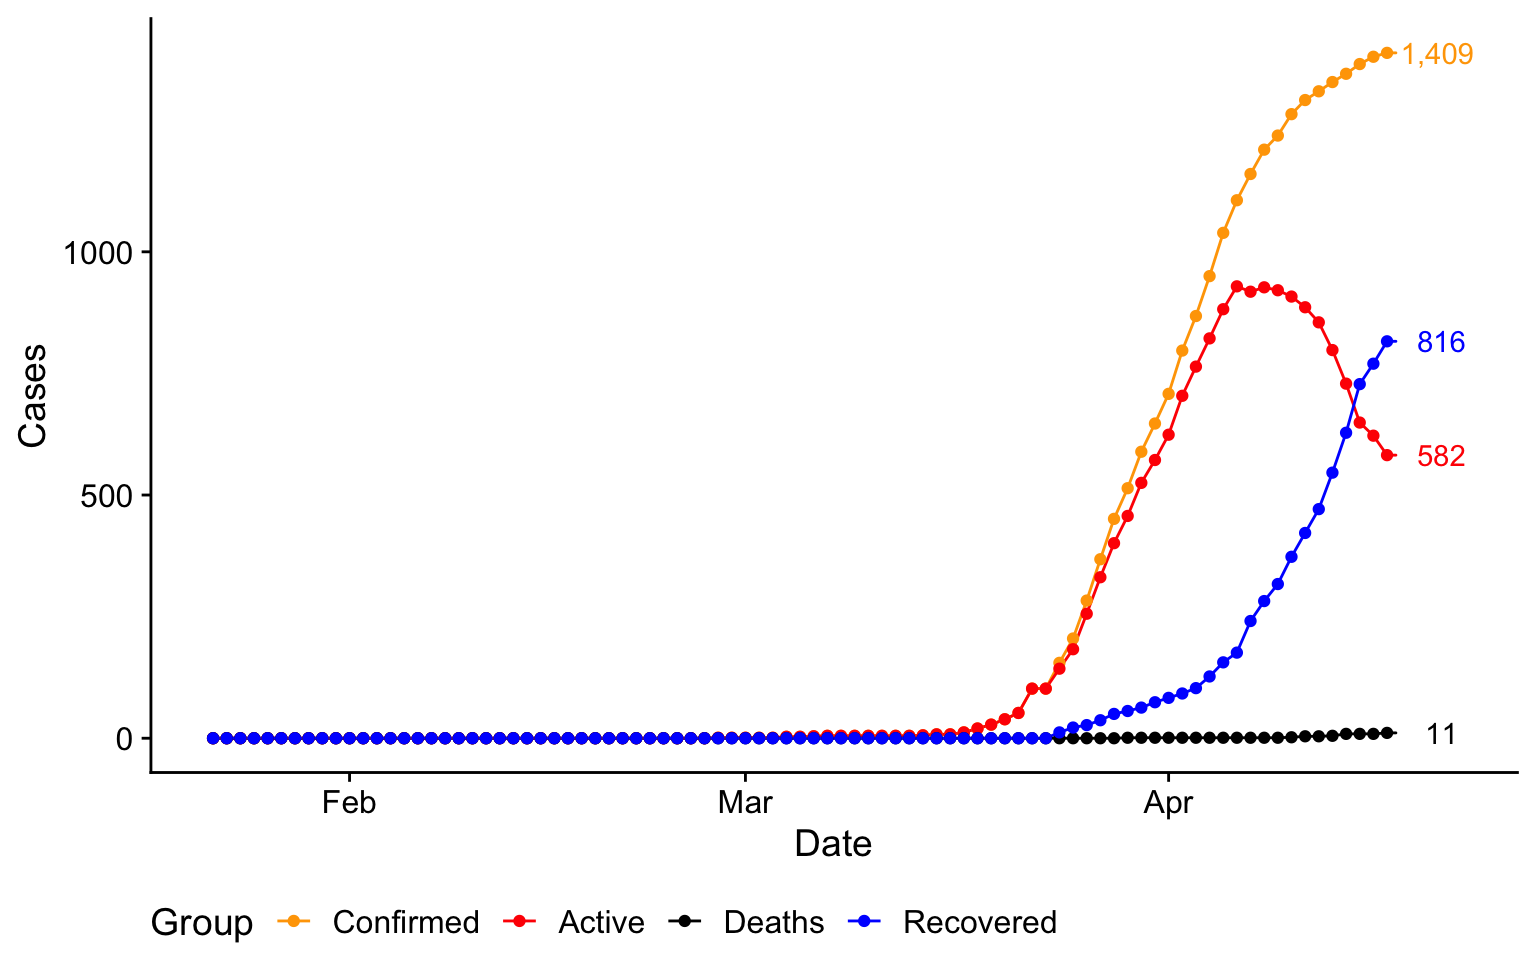 1,409
1000
816
Cases
500
582
0
11
Feb Mar Apr
Date
Group Confirmed Active Deaths Recovered